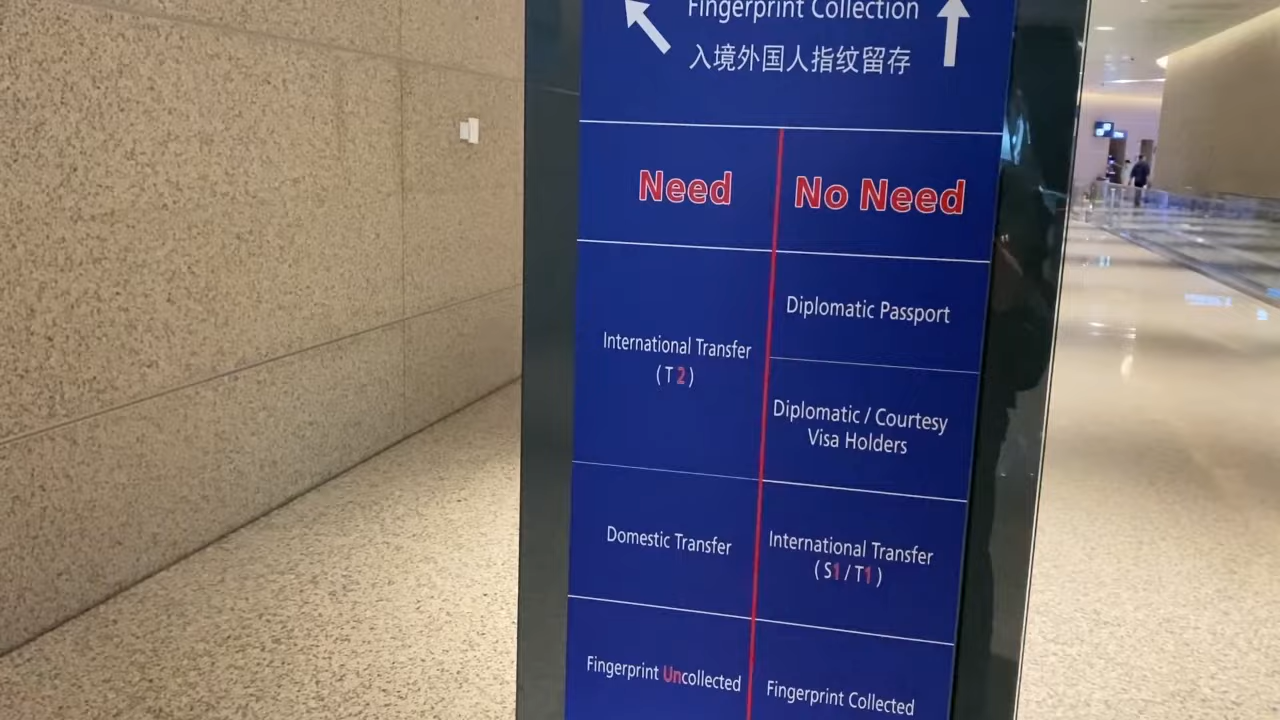 Fingerprint Collection
入境外国人指纹留存
Need
No Need
International Transfer
(T2)
Diplomatic Passport
Diplomatic / Courtesy
Visa Holders
Domestic Transfer
International Transfer
(S1/T1)
Fingerprint Uncollected
Fingerprint Collected